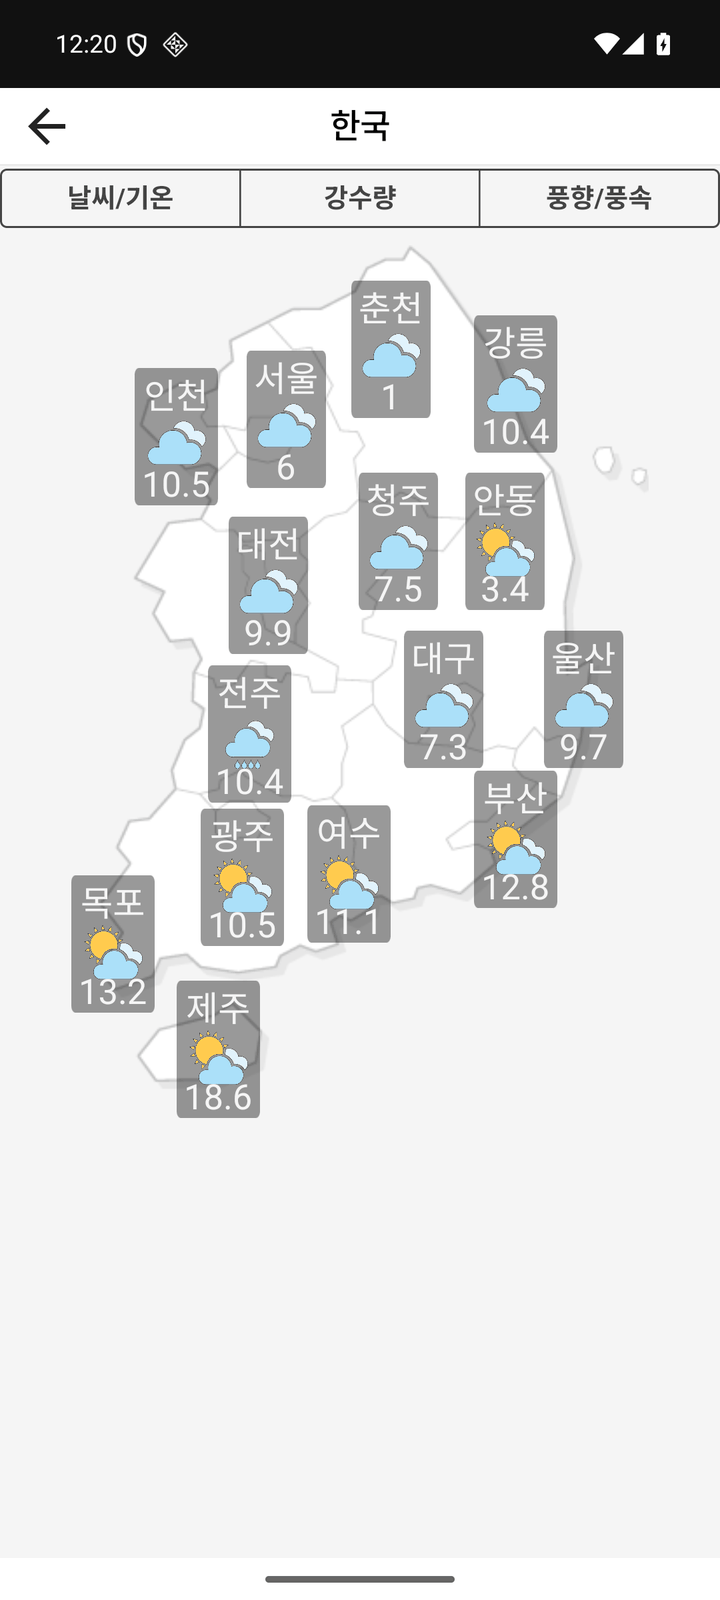 12:20
한국
날씨/기온
강수량
풍향/풍속
춘천
1
강릉
10.4
서울
6
인천
10.5
청주
7.5
안동
3.4
대전
9.9
대구
7.3
울산
9.7
전주
10.4
부산
12.8
광주
10.5
여수
11.1
목포
13.2
제주
18.6